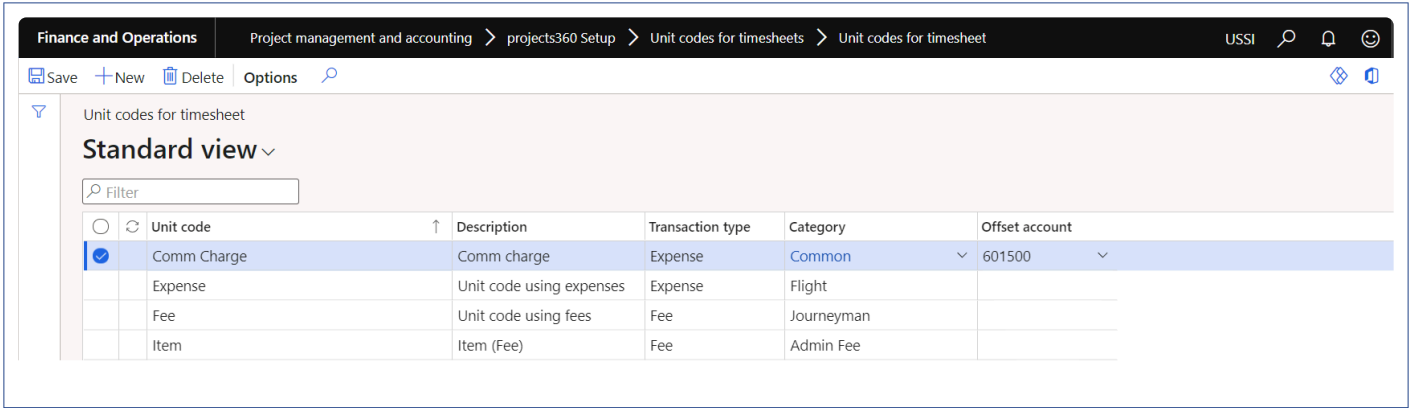 Finance and Operations Project management and accounting > projects360 Setup > Unit codes for timesheets > Unit codes for timesheet USSI
Save New Delete Options
Unit codes for timesheet
Standard view
Filter
Unit code Description Transaction type Category Offset account
Comm Charge Comm charge Expense Common 601500
Expense Unit code using expenses Expense Flight
Fee Unit code using fees Fee Journeyman
Item Item (Fee) Fee Admin Fee